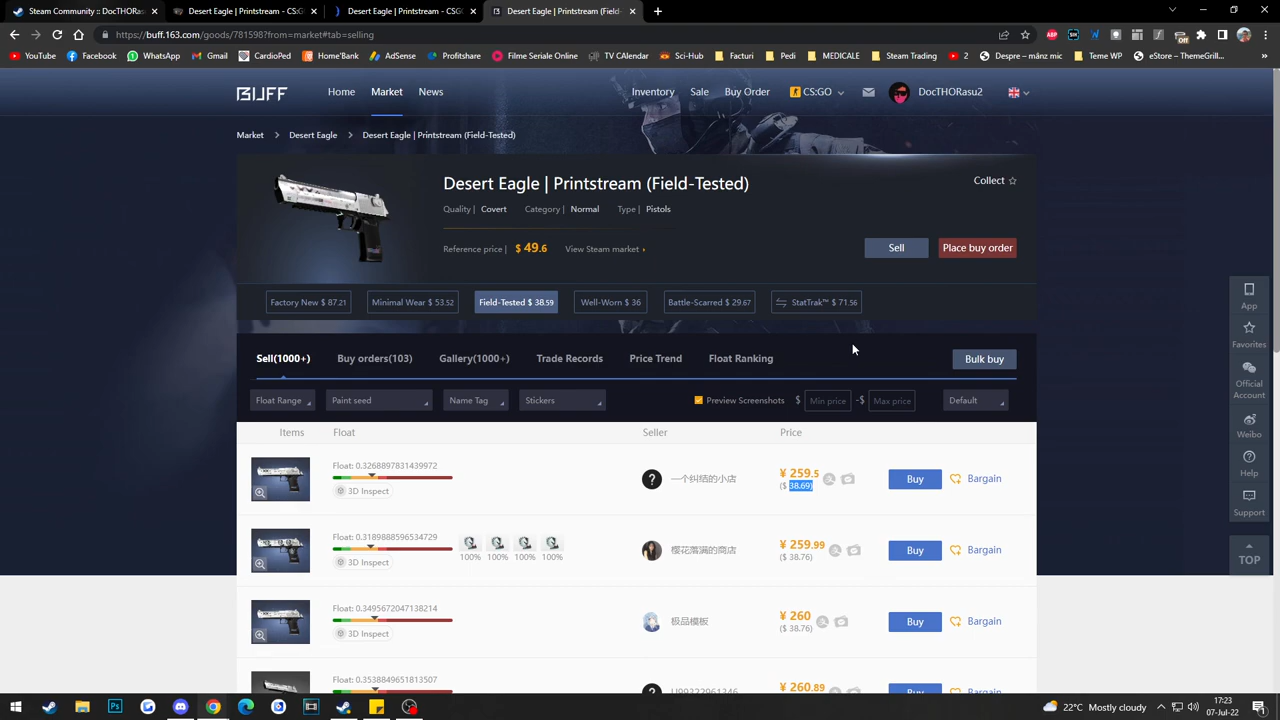 Steam Community :: DocTHORas
Desert Eagle | Printstream - CS:G
Desert Eagle | Printstream - CSGO
Desert Eagle | Printstream (Field-
https://buff.163.com/goods/781598?from=market#tab=selling
YouTube Facebook WhatsApp Gmail CardioPed Home'Bank AdSense Profitshare Filme Seriale Online TV CAlendar Sci-Hub Facturi Pedi MEDICALE Steam Trading 2 Teme WP eStore – ThemeGrill... Despre – mânz mic
BUFF Home Market News Inventory Sale Buy Order CS:GO DocTHORasu2
Market > Desert Eagle > Desert Eagle | Printstream (Field-Tested)
Desert Eagle | Printstream (Field-Tested)
Collect
Quality | Covert Category | Normal Type | Pistols
Reference price | $ 49.6 View Steam market
Sell Place buy order
Factory New $ 87.21 Minimal Wear $ 53.52 Field-Tested $ 38.59 Well-Worn $ 36 Battle-Scarred $ 29.67 StatTrak™ $ 71.56
Sell(1000+) Buy orders(103) Gallery(1000+) Trade Records Price Trend Float Ranking Bulk buy
Float Range Paint seed Name Tag Stickers Preview Screenshots $ Min price -$ Max price Default
Items Float Seller Price
Float: 0.3268897831439972
3D Inspect
一个纠结的小店
¥ 259.5
($ 38.69)
Buy Bargain
Float: 0.3189888596534729
3D Inspect
100% 100% 100% 100%
樱花落满的商店
¥ 259.99
($ 38.76)
Buy Bargain
Float: 0.3495672047138214
3D Inspect
极品模板
¥ 260
($ 38.76)
Buy Bargain
Float: 0.3538849651813507
U99322961346
¥ 260.89
Buy Bargain
App
Favorites
Official
Account
Weibo
Help
Support
TOP
22°C Mostly cloudy
17:23
07-Jul-22